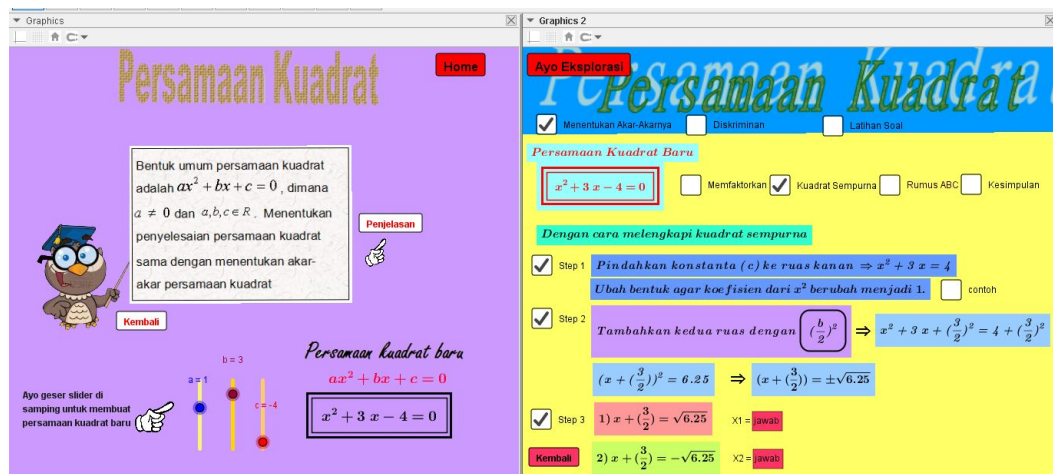 Graphics
Persamaan Kuadrat
Home
Bentuk umum persamaan kuadrat
adalah ax² + bx + c = 0 , dimana
a ≠ 0 dan a,b,c ∈ R . Menentukan
penyelesaian persamaan kuadrat
sama dengan menentukan akar-
akar persamaan kuadrat
Penjelasan
Kembali
Ayo geser slider di
samping untuk membuat
persamaan kuadrat baru
a = 1
b = 3
c = -4
Persamaan Kuadrat baru
ax² + bx + c = 0
x² + 3 x − 4 = 0
Graphics 2
Ayo Eksplorasi
Persamaan Kuadrat
Menentukan Akar-Akarnya Diskriminan Latihan Soal
Persamaan Kuadrat Baru
x² + 3 x − 4 = 0
Memfaktorkan Kuadrat Sempurna Rumus ABC Kesimpulan
Dengan cara melengkapi kuadrat sempurna
Step 1 Pindahkan konstanta (c) ke ruas kanan ⇒ x² + 3 x = 4
Ubah bentuk agar koefisien dari x² berubah menjadi 1. contoh
Step 2 Tambahkan kedua ruas dengan (b/2)² ⇒ x² + 3 x + (3/2)² = 4 + (3/2)²
(x + (3/2))² = 6.25 ⇒ (x + (3/2)) = ±√6.25
Step 3 1) x + (3/2) = √6.25 X1 = jawab
Kembali 2) x + (3/2) = −√6.25 X2 = jawab